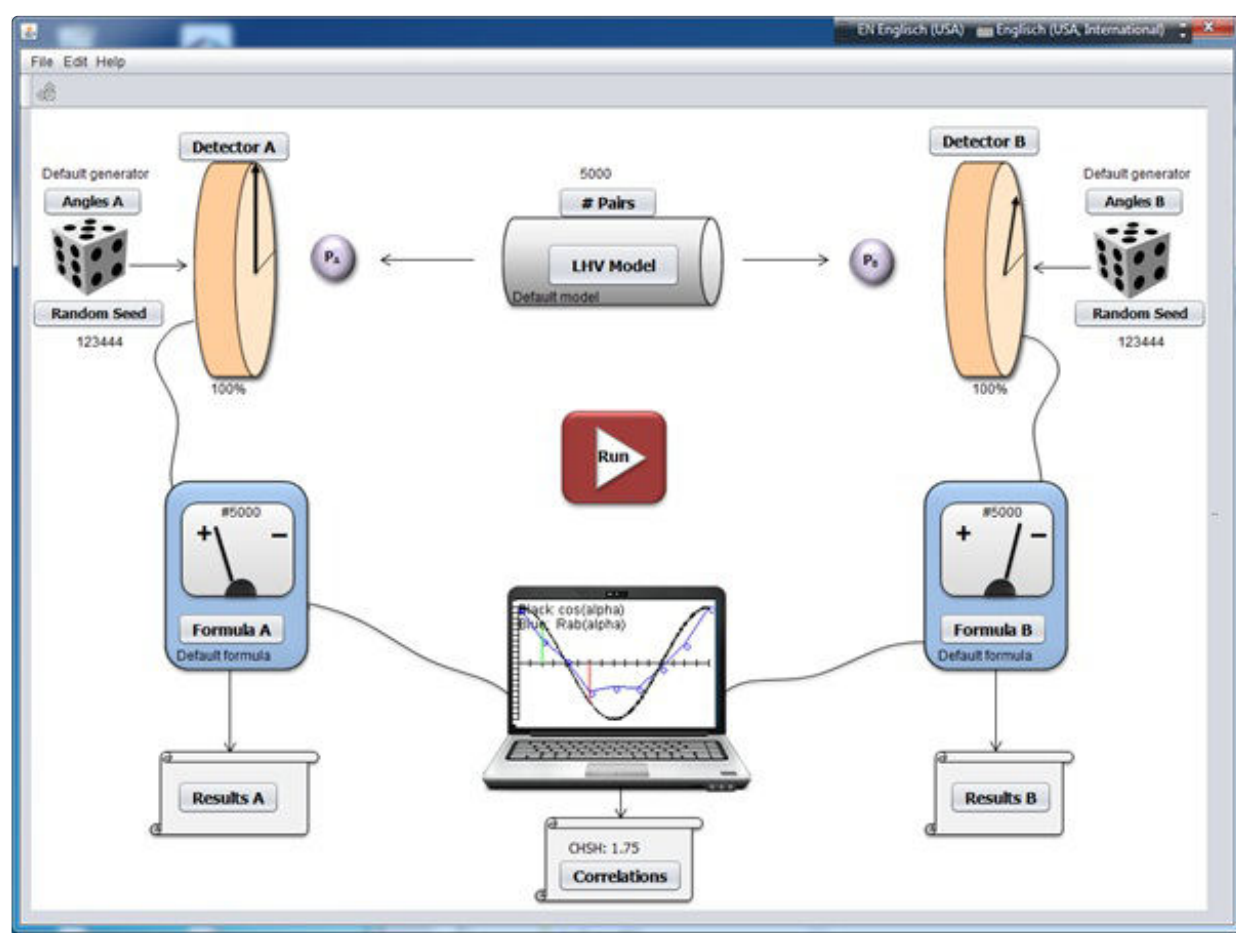 EN Englisch (USA) Englisch (USA, International)
File Edit Help
Detector A
Detector B
Default generator
5000
Default generator
Angles A
# Pairs
Angles B
PA
LHV Model
PB
Default model
Random Seed
Random Seed
123444
123444
100%
100%
Run
#5000
#5000
+ −
+ −
Black: cos(alpha)
Blue: Rab(alpha)
Formula A
Formula B
Default formula
Default formula
Results A
Results B
CHSH: 1.75
Correlations